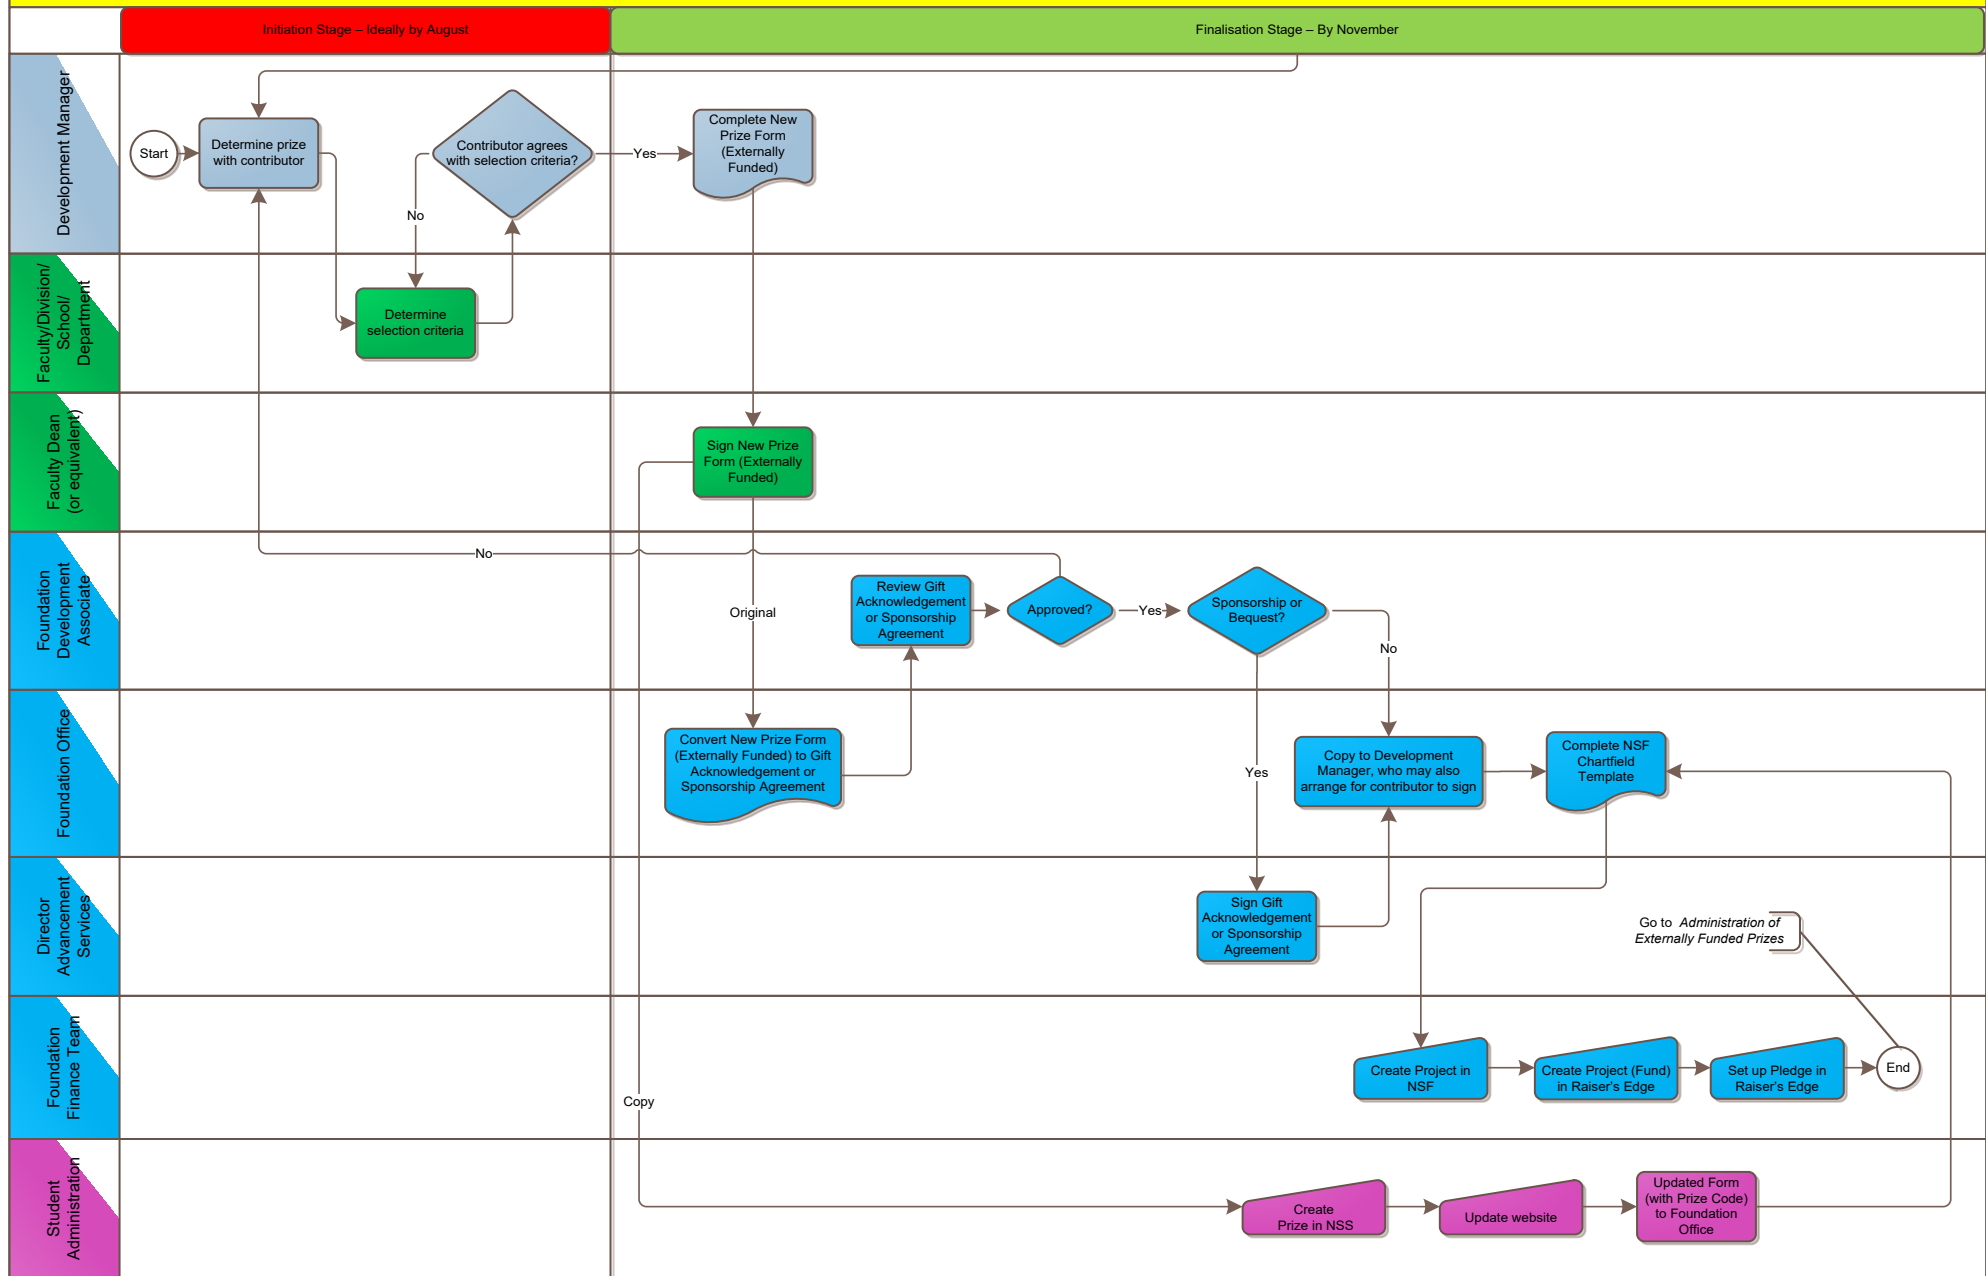 Initiation Stage – Ideally by August
Finalisation Stage – By November
Development Manager
Start
Determine prize
with contributor
Contributor agrees
with selection criteria?
Yes
No
Complete New
Prize Form
(Externally
Funded)
Faculty/Division/
School/
Department
Determine
selection criteria
Faculty Dean
(or equivalent)
Sign New Prize
Form (Externally
Funded)
Foundation
Development
Associate
No
Original
Review Gift
Acknowledgement
or Sponsorship
Agreement
Approved?
Yes
Sponsorship or
Bequest?
No
Foundation Office
Convert New Prize Form
(Externally Funded) to Gift
Acknowledgement or
Sponsorship Agreement
Yes
Copy to Development
Manager, who may also
arrange for contributor to sign
Complete NSF
Chartfield
Template
Director
Advancement
Services
Sign Gift
Acknowledgement
or Sponsorship
Agreement
Go to Administration of
Externally Funded Prizes
Foundation
Finance Team
Copy
Create Project in
NSF
Create Project (Fund)
in Raiser's Edge
Set up Pledge in
Raiser's Edge
End
Student
Administration
Create
Prize in NSS
Update website
Updated Form
(with Prize Code)
to Foundation
Office